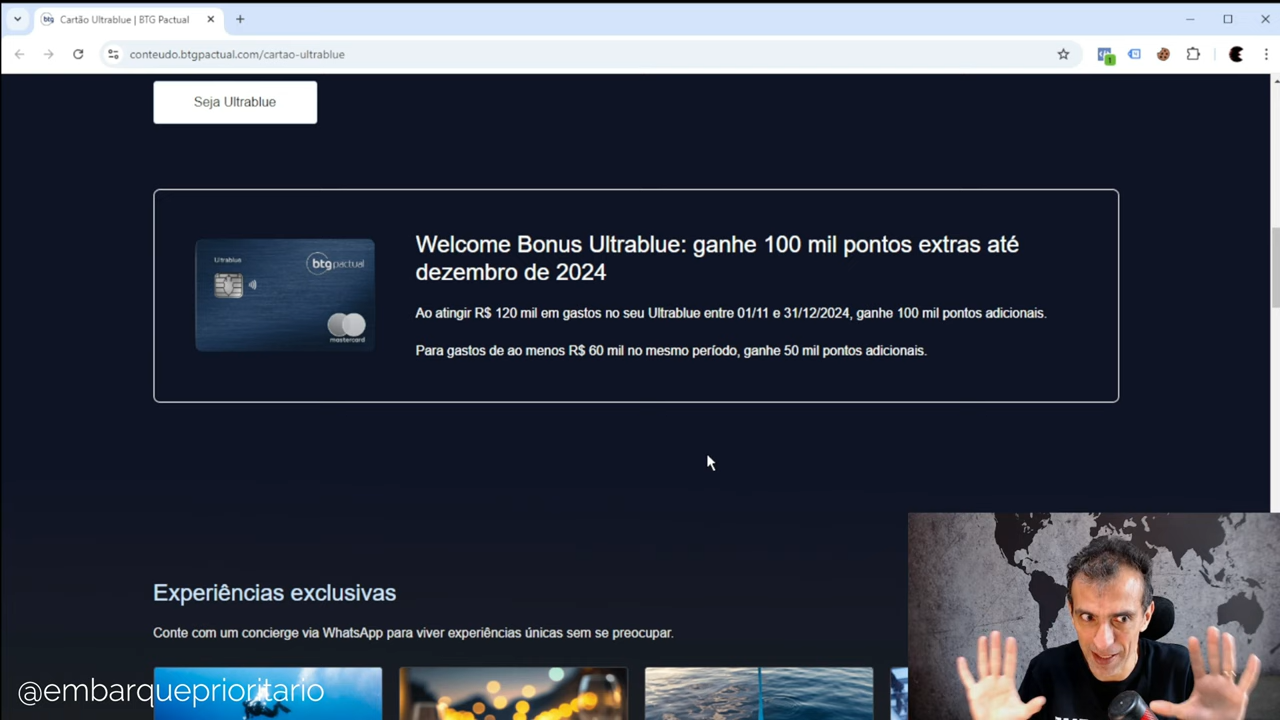 Cartão Ultrablue | BTG Pactual
conteudo.btgpactual.com/cartao-ultrablue
1
Seja Ultrablue
Ultrablue
btgpactual
mastercard
Welcome Bonus Ultrablue: ganhe 100 mil pontos extras até
dezembro de 2024
Ao atingir R$ 120 mil em gastos no seu Ultrablue entre 01/11 e 31/12/2024, ganhe 100 mil pontos adicionais.
Para gastos de ao menos R$ 60 mil no mesmo período, ganhe 50 mil pontos adicionais.
Experiências exclusivas
Conte com um concierge via WhatsApp para viver experiências únicas sem se preocupar.
@embarqueprioritario